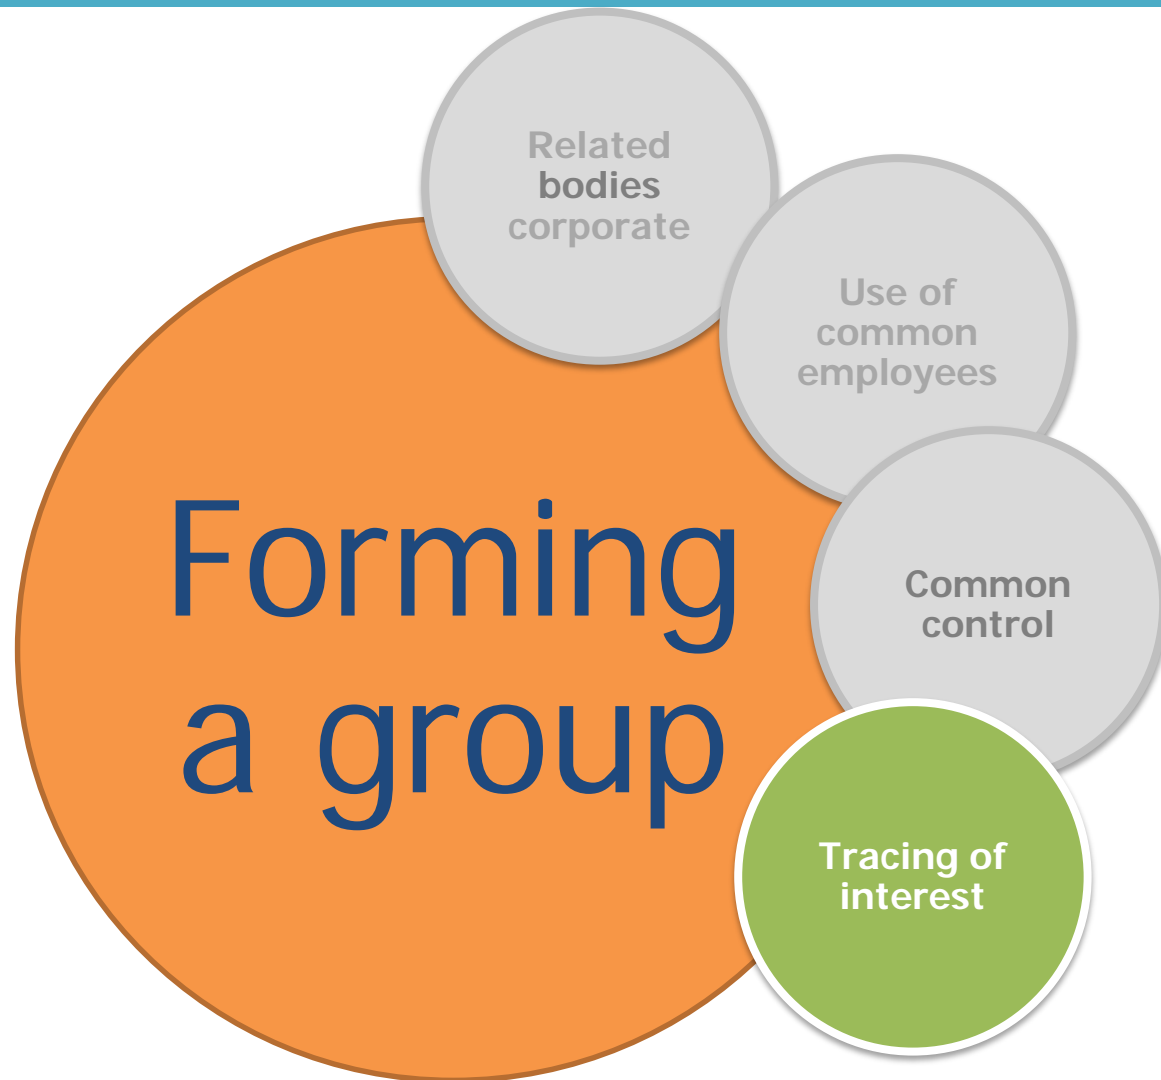 Related
bodies
corporate
Use of
common
employees
Common
control
Forming
a group
Tracing of
interest